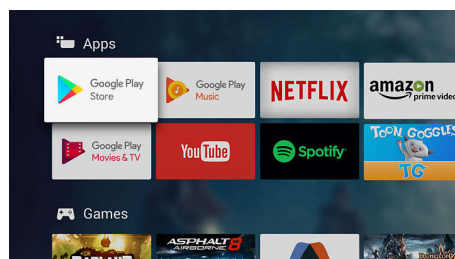 Apps
Google Play
Store
Google Play
Music
NETFLIX
amazon
prime video
Google Play
Movies & TV
YouTube
Spotify
TOON GOGGLES
TG
Games
BADLAND
ASPHALT 8
AIRBORNE